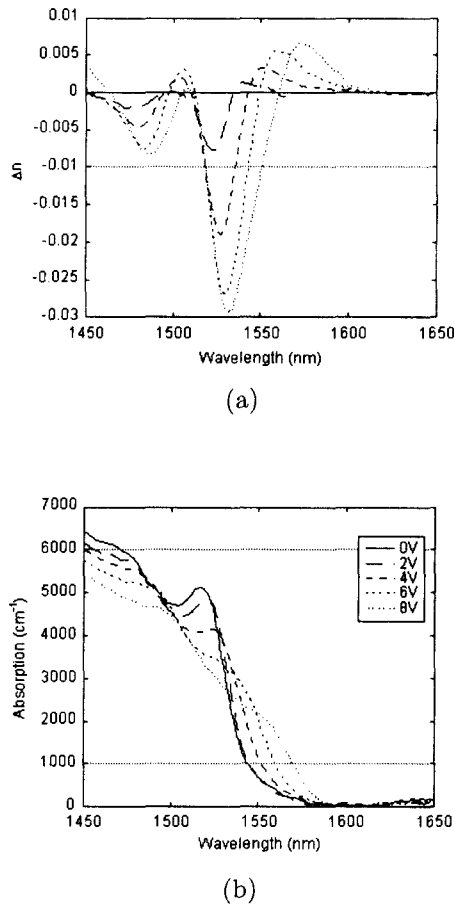 0.01
0.005
0
-0.005
-0.01
-0.015
-0.02
-0.025
-0.03
Δn
1450 1500 1550 1600 1650
Wavelength (nm)
(a)
7000
6000
5000
4000
3000
2000
1000
0
Absorption (cm⁻¹)
0V
2V
4V
6V
8V
1450 1500 1550 1600 1650
Wavelength (nm)
(b)